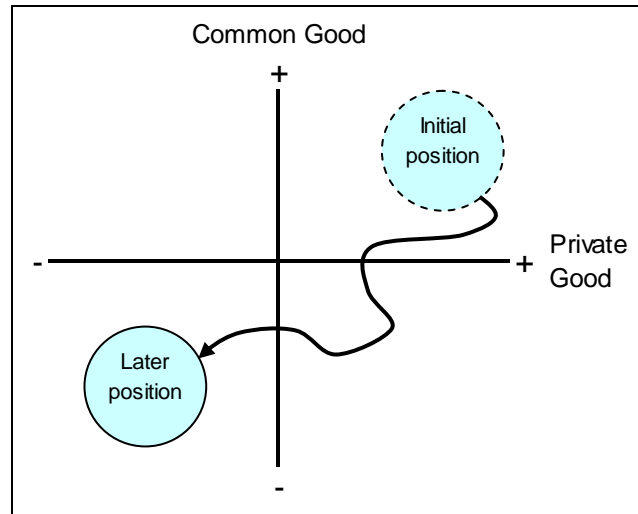 Common Good
+
Initial
position
-
+
Private
Good
Later
position
-